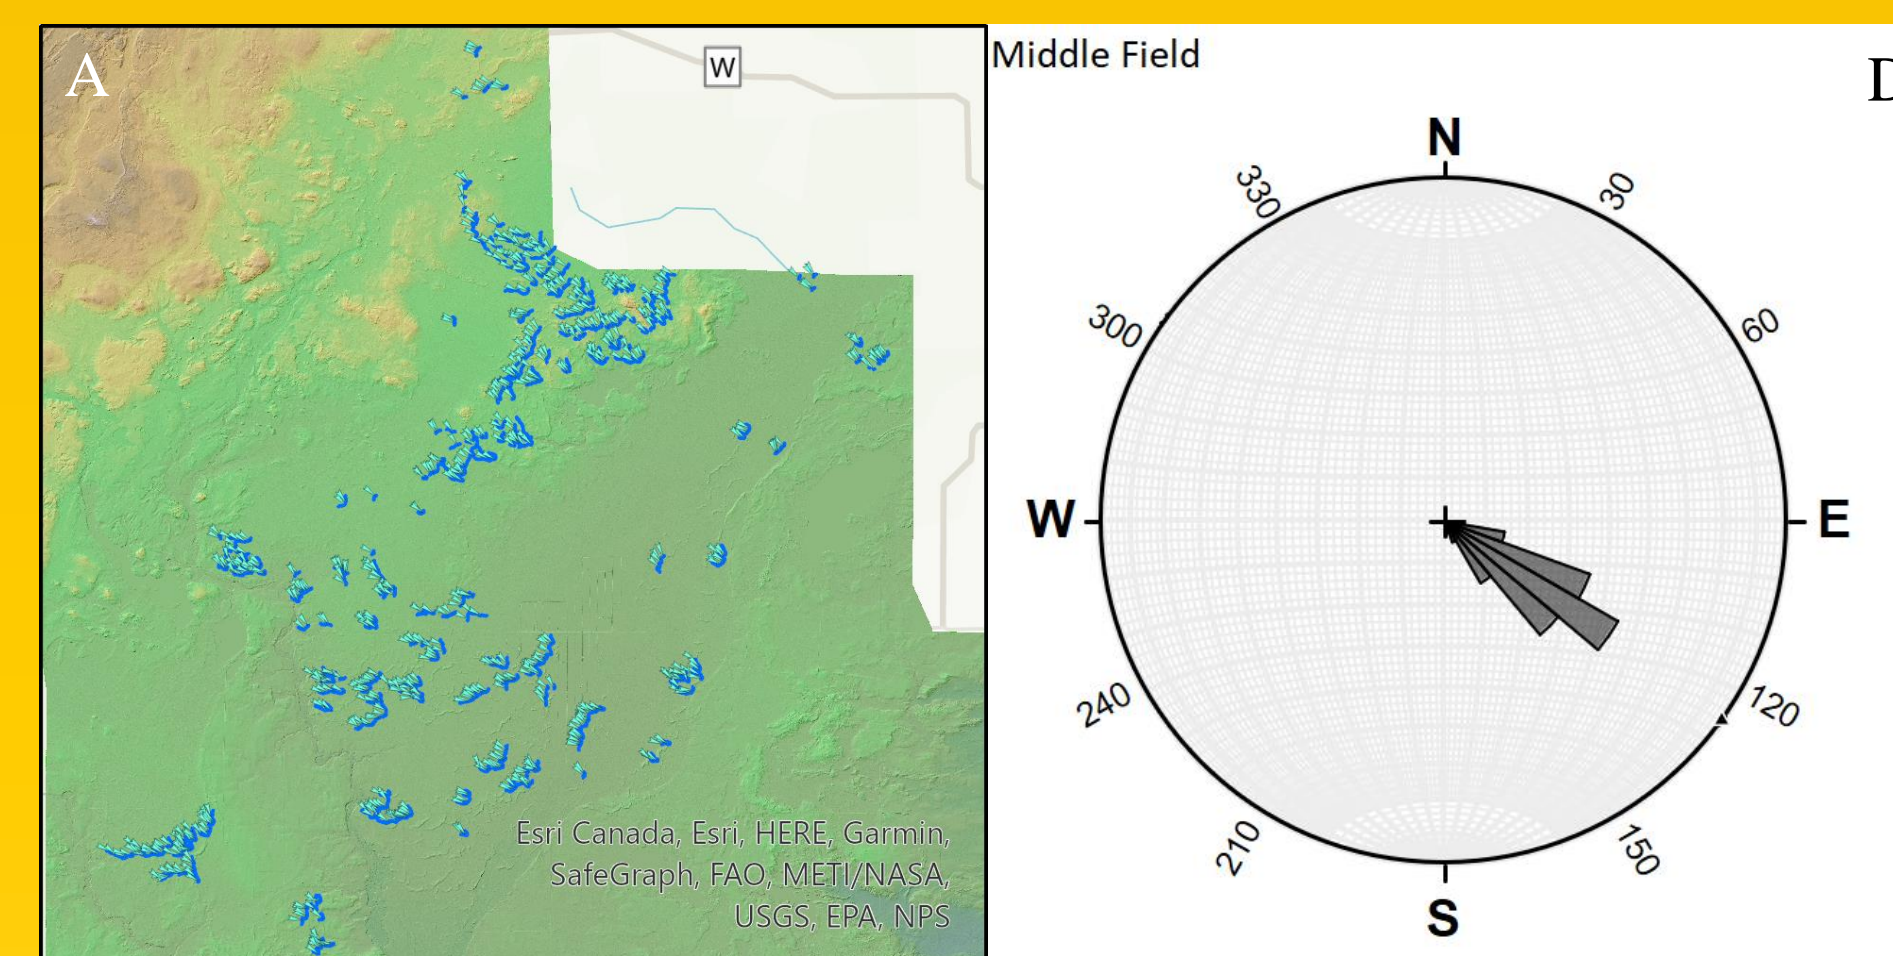 A
W
Esri Canada, Esri, HERE, Garmin,
SafeGraph, FAO, METI/NASA,
USGS, EPA, NPS
Middle Field
D
N
330
30
300
60
W
E
240
120
210
150
S